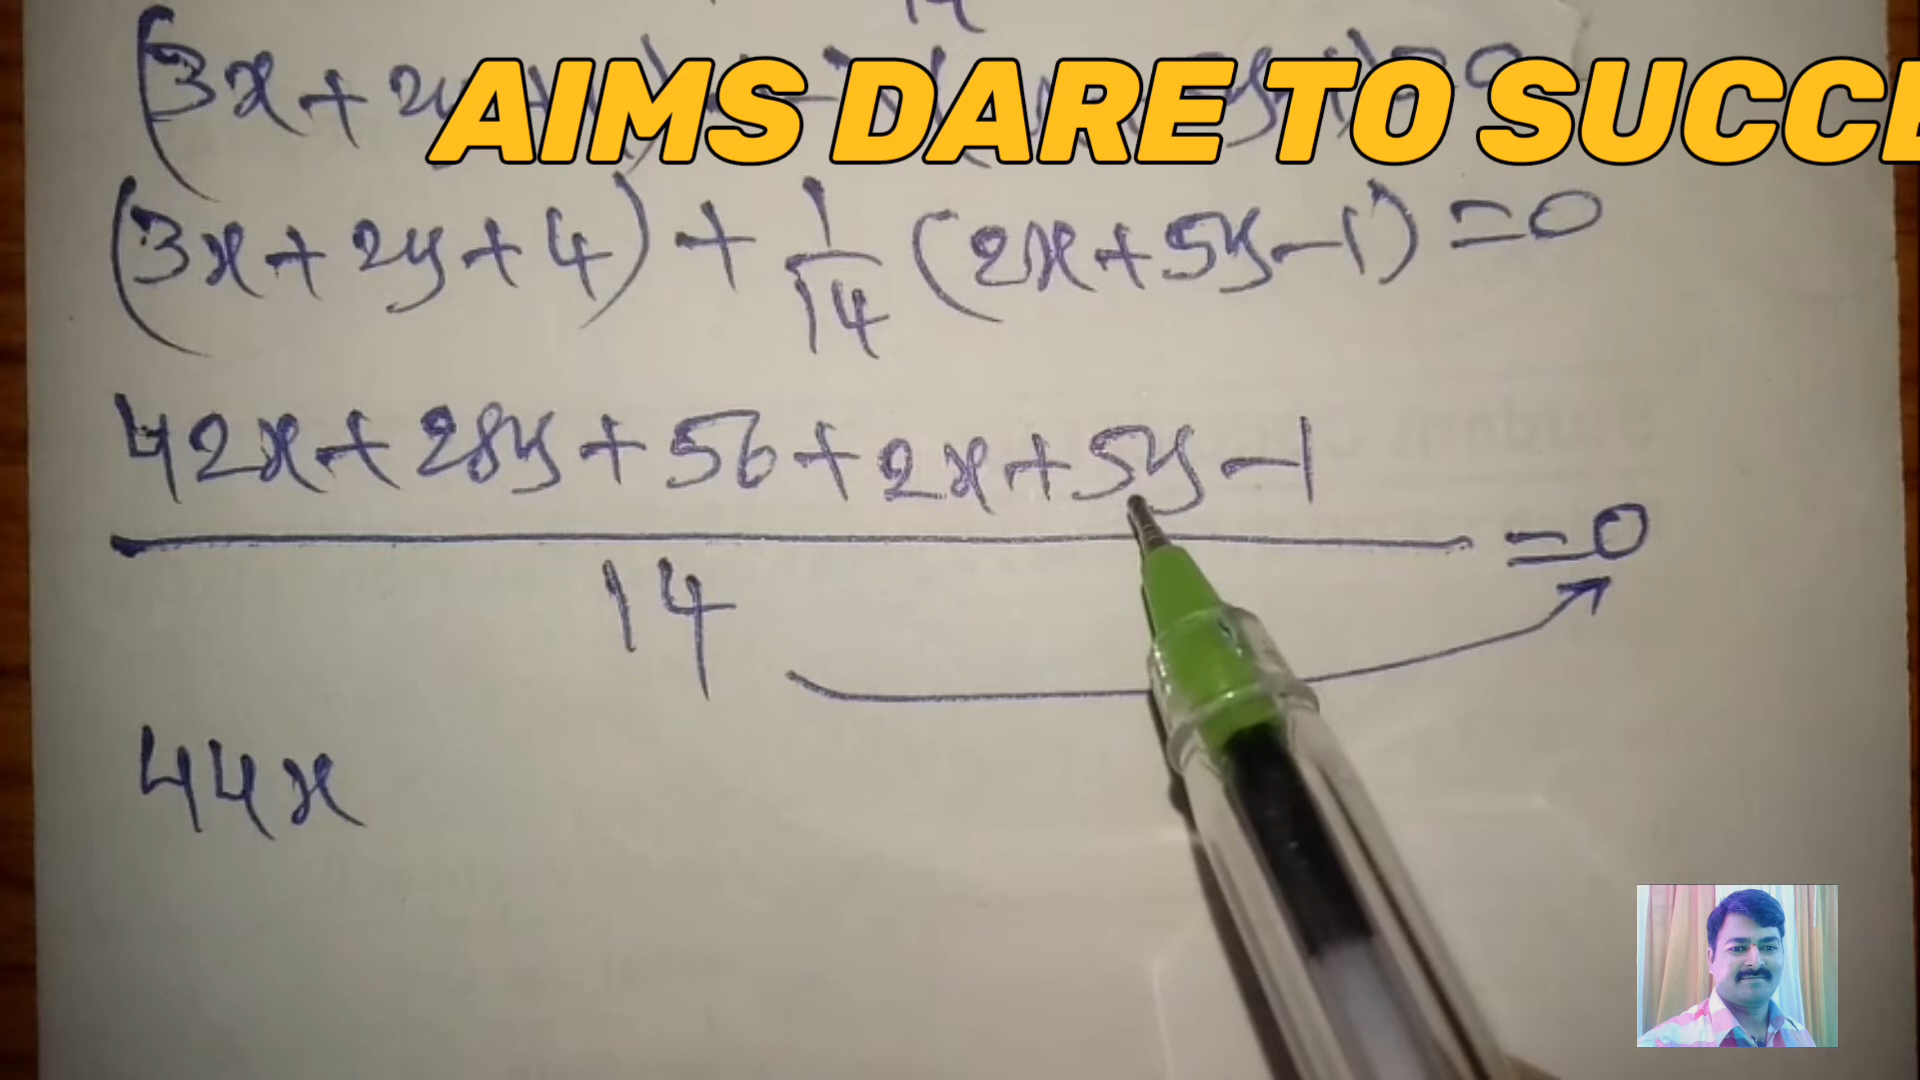 AIMS DARE TO SUCCE
(3x+2y+4)+1/14(2x+5y-1)=0
42x+28y+56+2x+5y-1
=0
14
44x